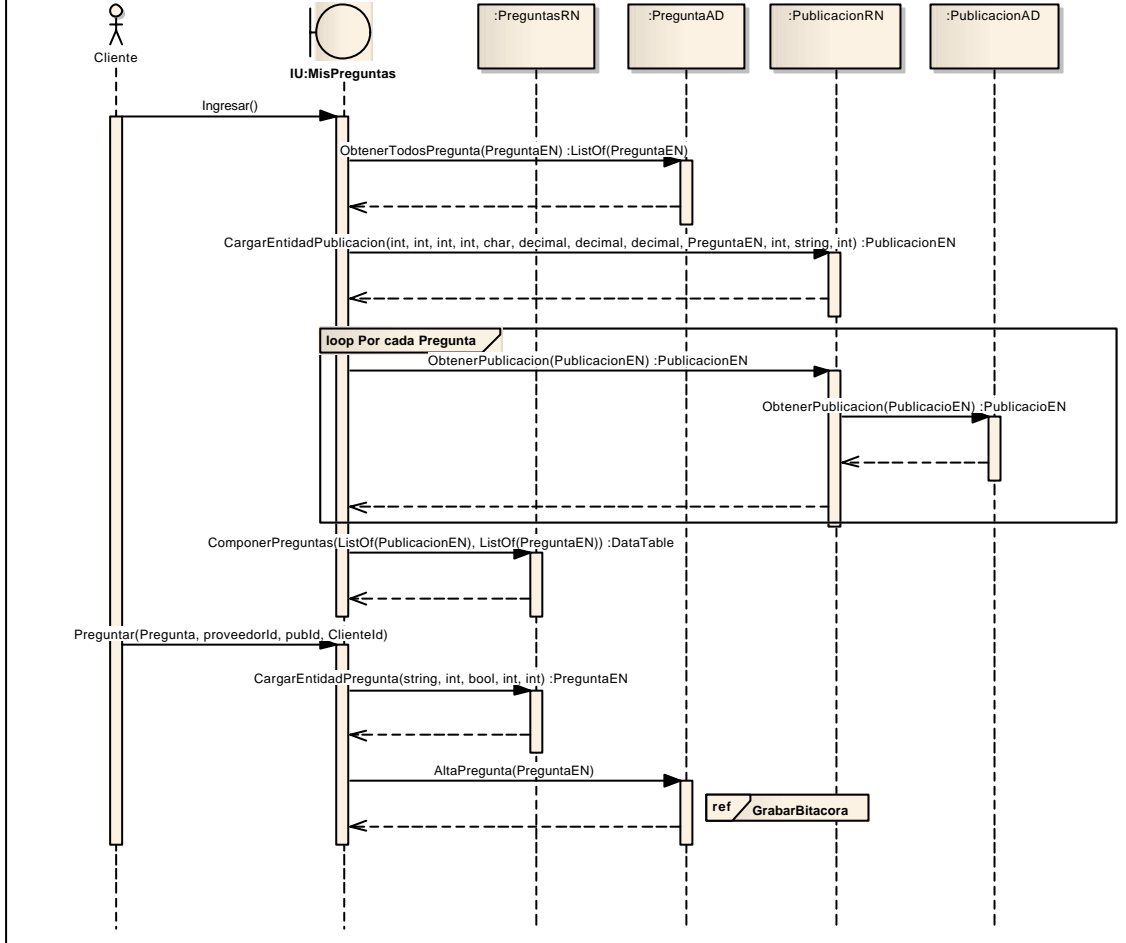 Cliente
IU:MisPreguntas
:PreguntasRN
:PreguntaAD
:PublicacionRN
:PublicacionAD
Ingresar()
ObtenerTodosPregunta(PreguntaEN) :ListOf(PreguntaEN)
CargarEntidadPublicacion(int, int, int, int, char, decimal, decimal, decimal, PreguntaEN, int, string, int) :PublicacionEN
loop Por cada Pregunta
ObtenerPublicacion(PublicacionEN) :PublicacionEN
ObtenerPublicacion(PublicacioEN) :PublicacioEN
ComponerPreguntas(ListOf(PublicacionEN), ListOf(PreguntaEN)) :DataTable
Preguntar(Pregunta, proveedorId, pubId, ClienteId)
CargarEntidadPregunta(string, int, bool, int, int) :PreguntaEN
AltaPregunta(PreguntaEN)
ref GrabarBitacora